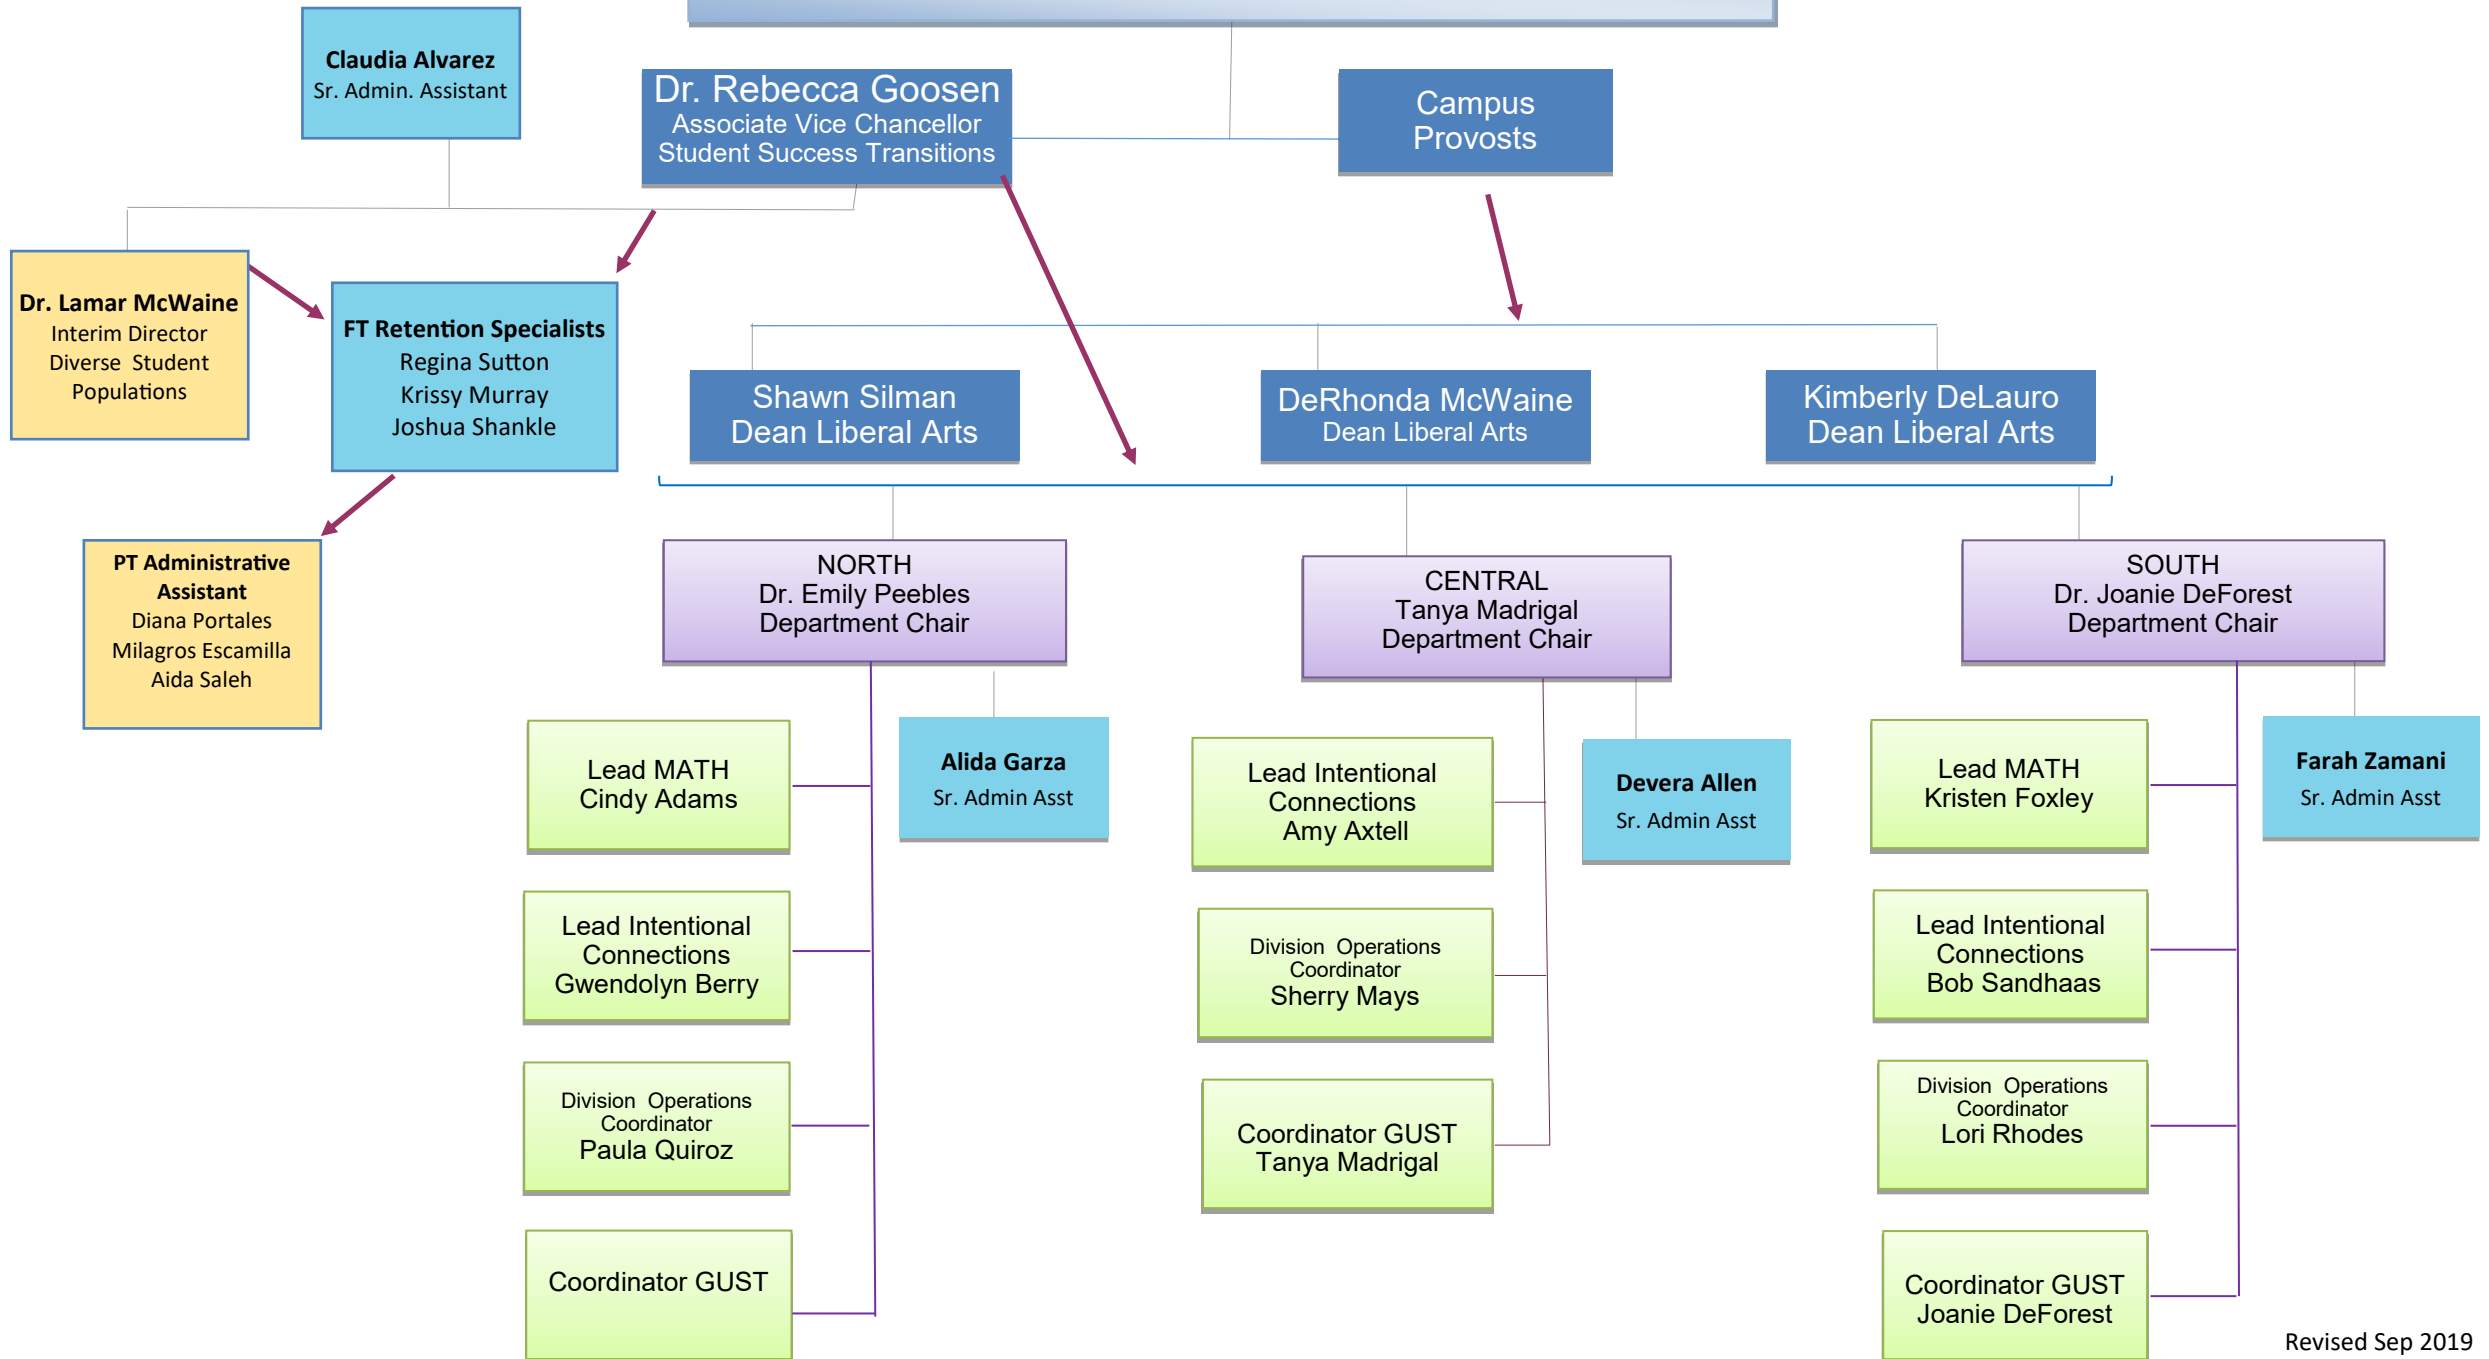 Claudia Alvarez
Sr. Admin. Assistant
Dr. Rebecca Goosen
Associate Vice Chancellor
Student Success Transitions
Campus
Provosts
Dr. Lamar McWaine
Interim Director
Diverse  Student
Populations
FT Retention Specialists
Regina Sutton
Krissy Murray
Joshua Shankle
Shawn Silman
Dean Liberal Arts
DeRhonda McWaine
Dean Liberal Arts
Kimberly DeLauro
Dean Liberal Arts
PT Administrative
Assistant
Diana Portales
Milagros Escamilla
Aida Saleh
NORTH
Dr. Emily Peebles
Department Chair
CENTRAL
Tanya Madrigal
Department Chair
SOUTH
Dr. Joanie DeForest
Department Chair
Lead MATH
Cindy Adams
Alida Garza
Sr. Admin Asst
Lead Intentional
Connections
Amy Axtell
Devera Allen
Sr. Admin Asst
Lead MATH
Kristen Foxley
Farah Zamani
Sr. Admin Asst
Lead Intentional
Connections
Gwendolyn Berry
Division  Operations
Coordinator
Sherry Mays
Lead Intentional
Connections
Bob Sandhaas
Division  Operations
Coordinator
Paula Quiroz
Coordinator GUST
Tanya Madrigal
Division  Operations
Coordinator
Lori Rhodes
Coordinator GUST
Coordinator GUST
Joanie DeForest
Revised Sep 2019